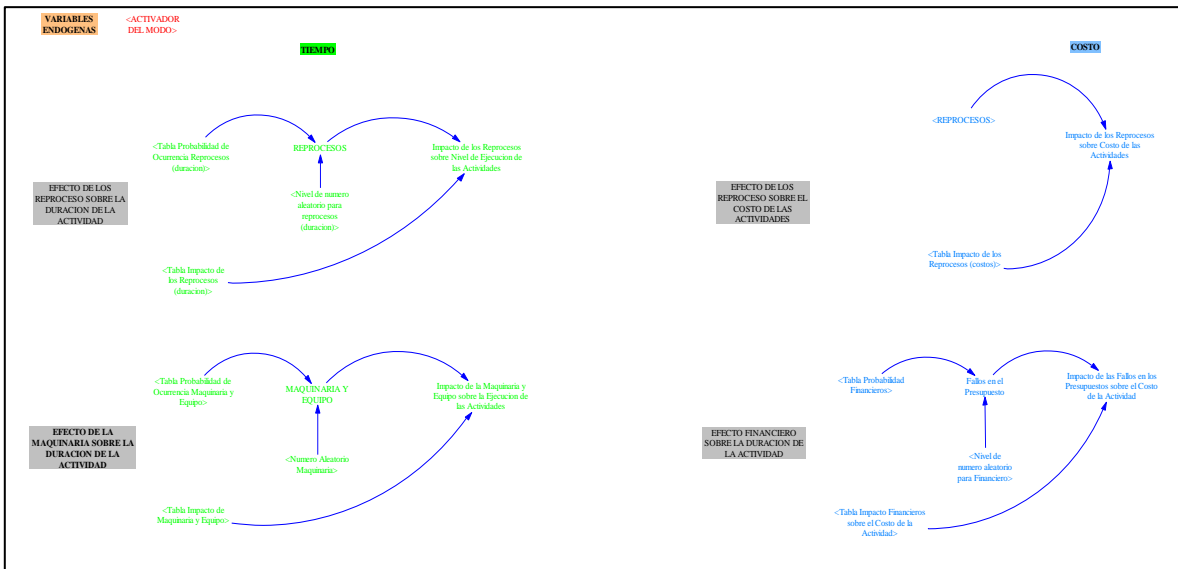 VARIABLES
ENDOGENAS
<ACTIVADOR
DEL MODO>
TIEMPO
COSTO
<Tabla Probabilidad de
Ocurrencia Reprocesos
(duracion)>
REPROCESOS
Impacto de los Reprocesos
sobre Nivel de Ejecucion de
las Actividades
<Nivel de numero
aleatorio para
reprocesos
(duracion)>
EFECTO DE LOS
REPROCESO SOBRE LA
DURACION DE LA
ACTIVIDAD
<Tabla Impacto de
los Reprocesos
(duracion)>
<REPROCESOS>
Impacto de los Reprocesos
sobre Costo de las
Actividades
EFECTO DE LOS
REPROCESO SOBRE EL
COSTO DE LAS
ACTIVIDADES
<Tabla Impacto de los
Reprocesos (costos)>
<Tabla Probabilidad de
Ocurrencia Maquinaria y
Equipo>
MAQUINARIA Y
EQUIPO
Impacto de la Maquinaria y
Equipo sobre la Ejecucion de
las Actividades
EFECTO DE LA
MAQUINARIA SOBRE LA
DURACION DE LA
ACTIVIDAD
<Numero Aleatorio
Maquinaria>
<Tabla Impacto de
Maquinaria y Equipo>
<Tabla Probabilidad
Financieros>
Fallos en el
Presupuesto
Impacto de las Fallos en los
Presupuestos sobre el Costo
de la Actividad
EFECTO FINANCIERO
SOBRE LA DURACION DE
LA ACTIVIDAD
<Nivel de
numero aleatorio
para Financiero>
<Tabla Impacto Financieros
sobre el Costo de la
Actividad>